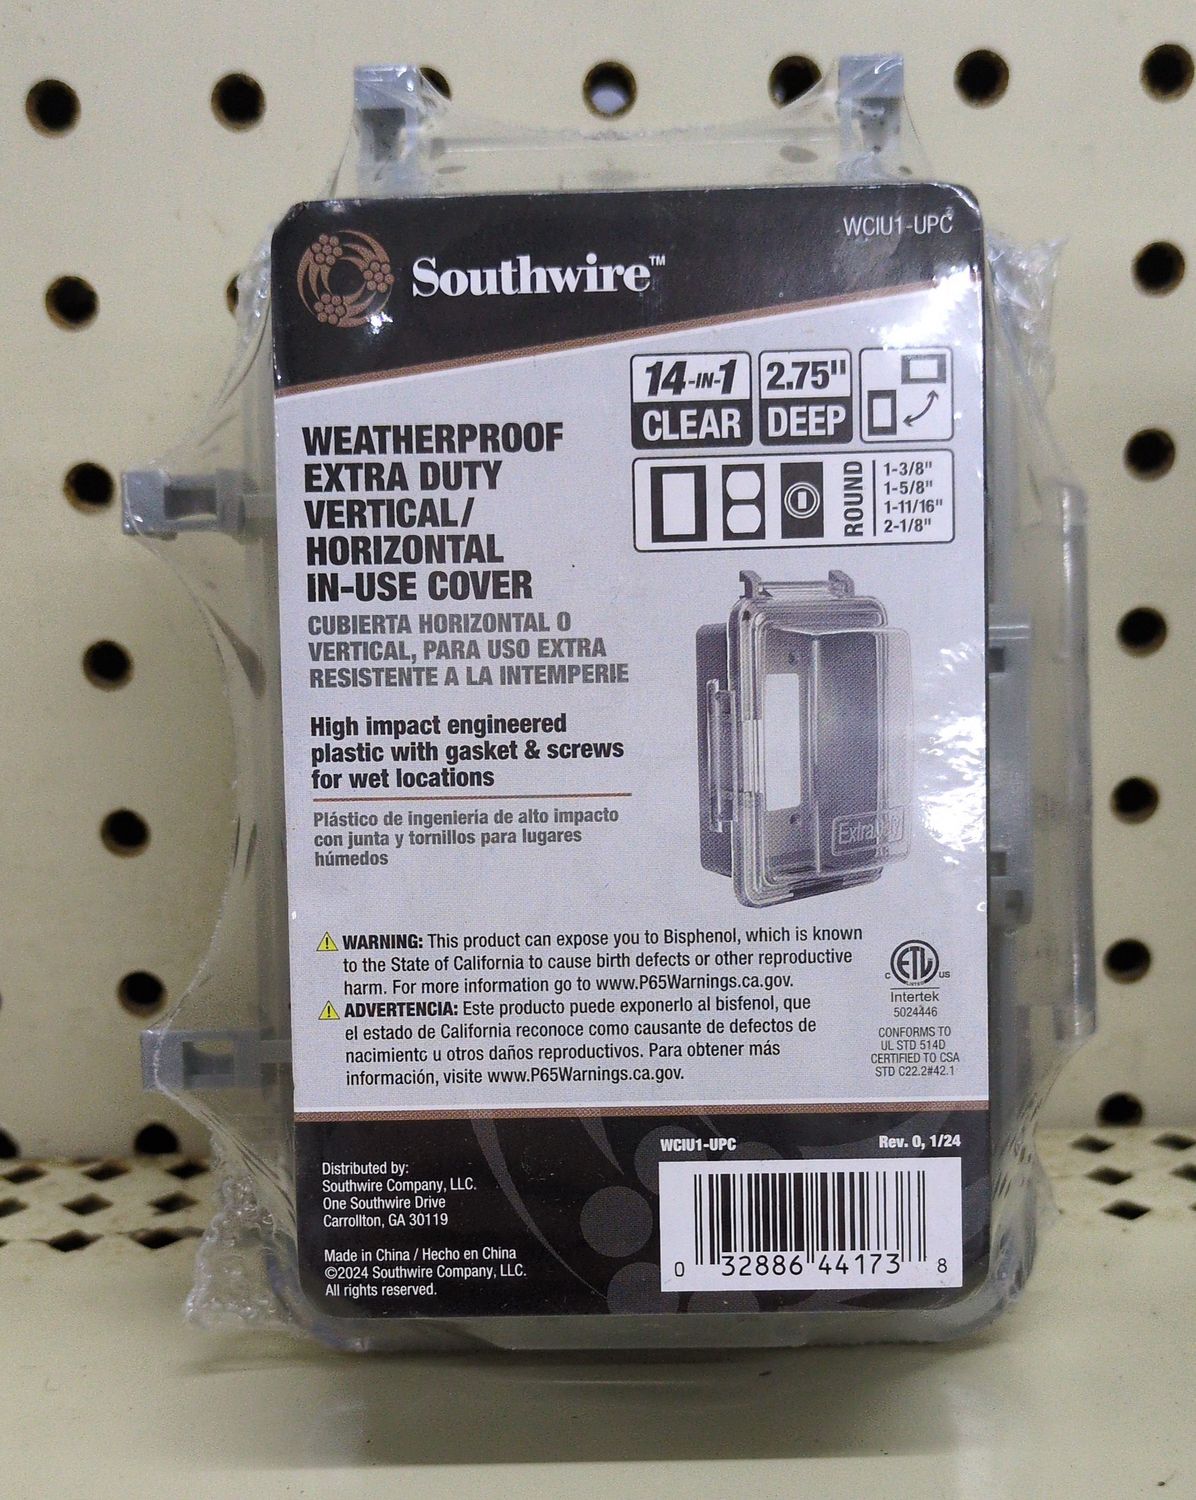 WCIU1-UPC
Southwire™
14-IN-1
CLEAR
2.75"
DEEP
ROUND
1-3/8"
1-5/8"
1-11/16"
2-1/8"
WEATHERPROOF
EXTRA DUTY
VERTICAL/
HORIZONTAL
IN-USE COVER
CUBIERTA HORIZONTAL O
VERTICAL, PARA USO EXTRA
RESISTENTE A LA INTEMPERIE
High impact engineered
plastic with gasket & screws
for wet locations
Plástico de ingeniería de alto impacto
con junta y tornillos para lugares
húmedos
Extra Duty
WARNING: This product can expose you to Bisphenol, which is known
to the State of California to cause birth defects or other reproductive
harm. For more information go to www.P65Warnings.ca.gov.
ADVERTENCIA: Este producto puede exponerlo al bisfenol, que
el estado de California reconoce como causante de defectos de
nacimiento u otros daños reproductivos. Para obtener más
información, visite www.P65Warnings.ca.gov.
C ETL US
LISTED
Intertek
5024446
CONFORMS TO
UL STD 514D
CERTIFIED TO CSA
STD C22.2#42.1
WCIU1-UPC
Rev. 0, 1/24
Distributed by:
Southwire Company, LLC.
One Southwire Drive
Carrollton, GA 30119
Made in China / Hecho en China
©2024 Southwire Company, LLC.
All rights reserved.
0 32886 44173 8